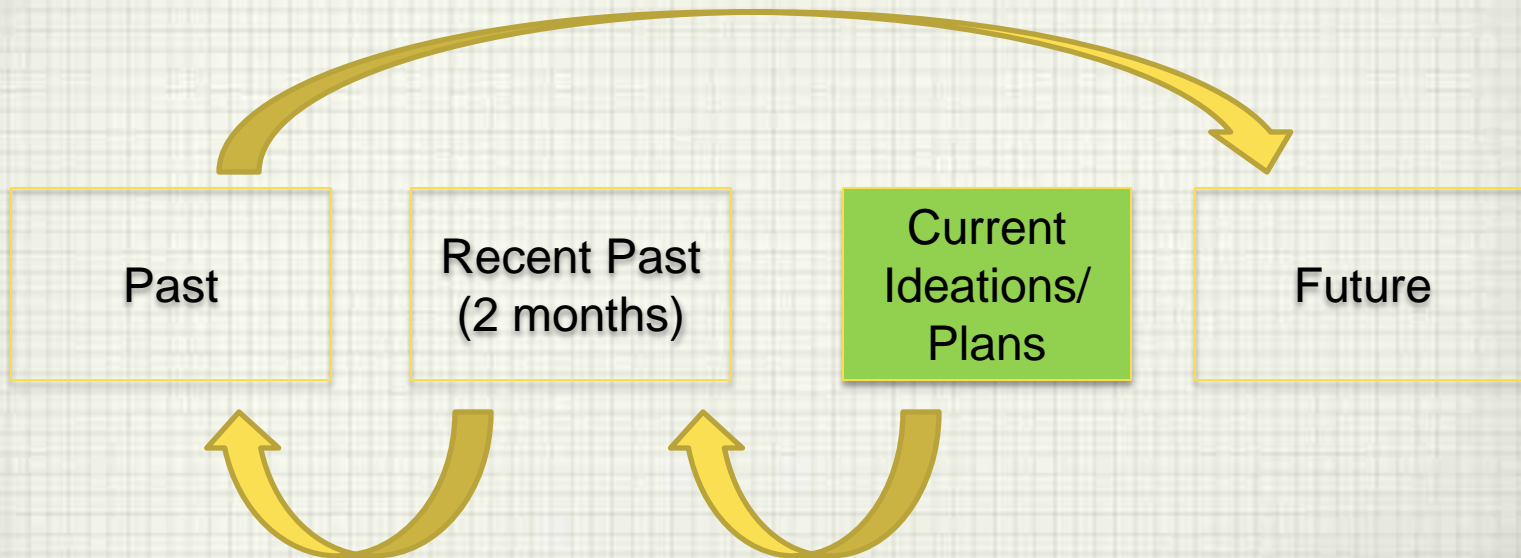 Past
Recent Past
(2 months)
Current
Ideations/
Plans
Future